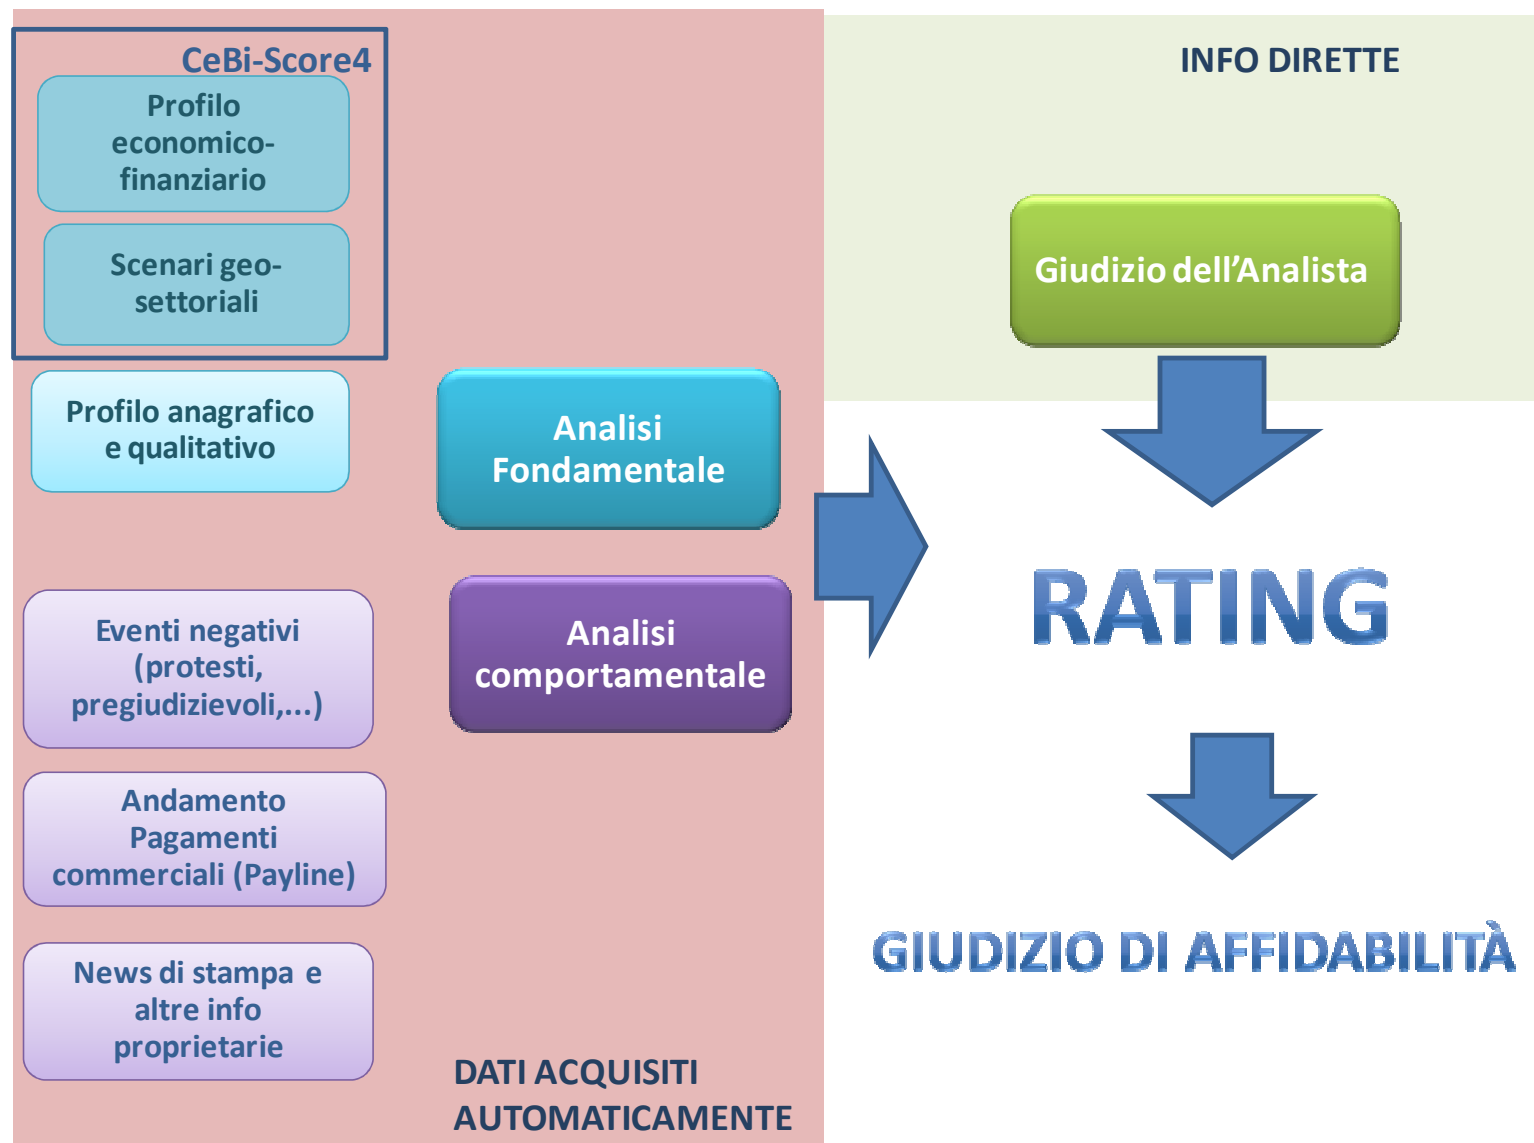 CeBi-Score4
Profilo
economico-
finanziario
Scenari geo-
settoriali
Profilo anagrafico
e qualitativo
Analisi
Fondamentale
Eventi negativi
(protesti,
pregiudizievoli,...)
Analisi
comportamentale
Andamento
Pagamenti
commerciali (Payline)
News di stampa e
altre info
proprietarie
DATI ACQUISITI
AUTOMATICAMENTE
INFO DIRETTE
Giudizio dell’Analista
RATING
GIUDIZIO DI AFFIDABILITÀ